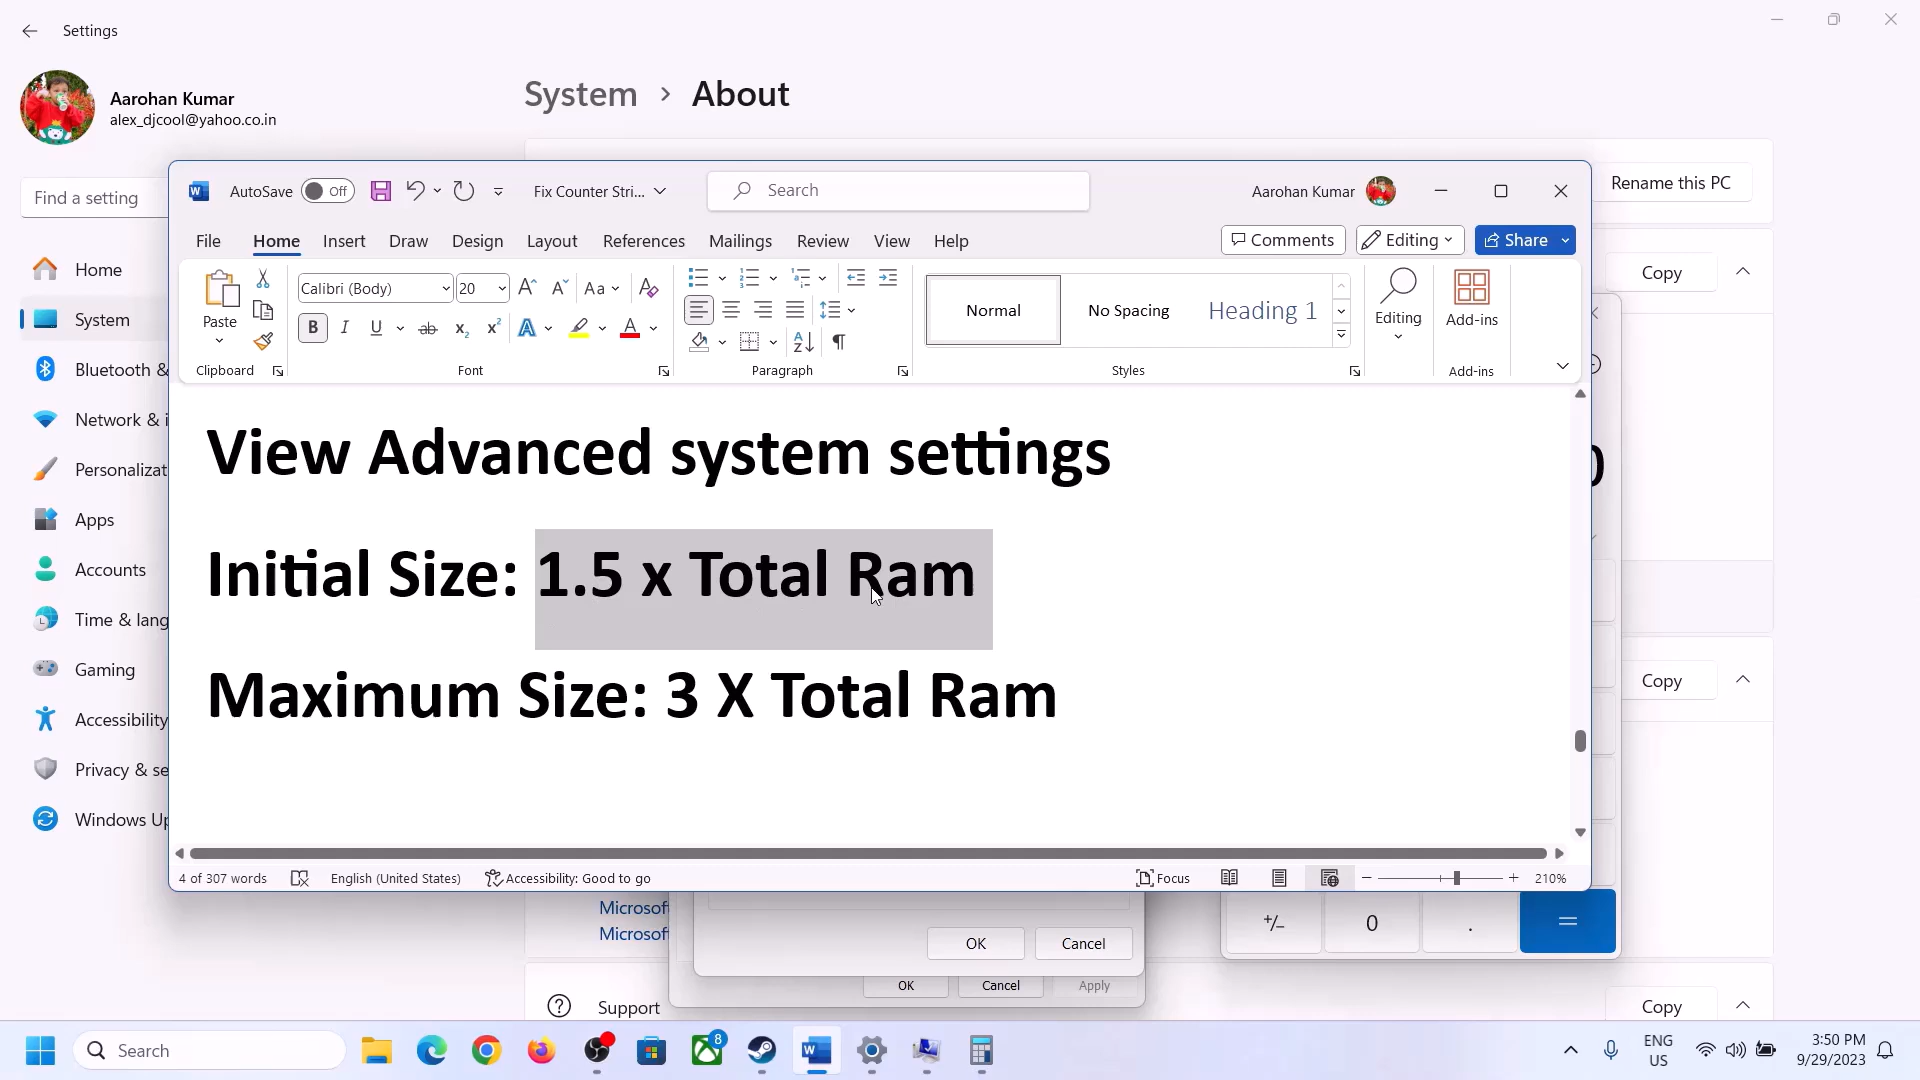 Settings
Aarohan Kumar
alex_djcool@yahoo.co.in
System > About
Find a setting
Rename this PC
AutoSave Off
Fix Counter Stri...
Search
Aarohan Kumar
File Home Insert Draw Design Layout References Mailings Review View Help
Comments Editing Share
Paste
Calibri (Body) 20
Normal No Spacing Heading 1
Editing
Add-ins
Clipboard Font Paragraph Styles Add-ins
Copy
Home
System
Bluetooth &
Network & i
Personalizat
Apps
Accounts
Time & lang
Gaming
Accessibility
Privacy & se
Windows Up
View Advanced system settings
Initial Size: 1.5 x Total Ram
Maximum Size: 3 X Total Ram
Copy
4 of 307 words
English (United States)
Accessibility: Good to go
Focus
210%
Microsof
Microsof
OK Cancel
OK Cancel Apply
+/- 0 . =
Support
Copy
Search
8
ENG
US
3:50 PM
9/29/2023